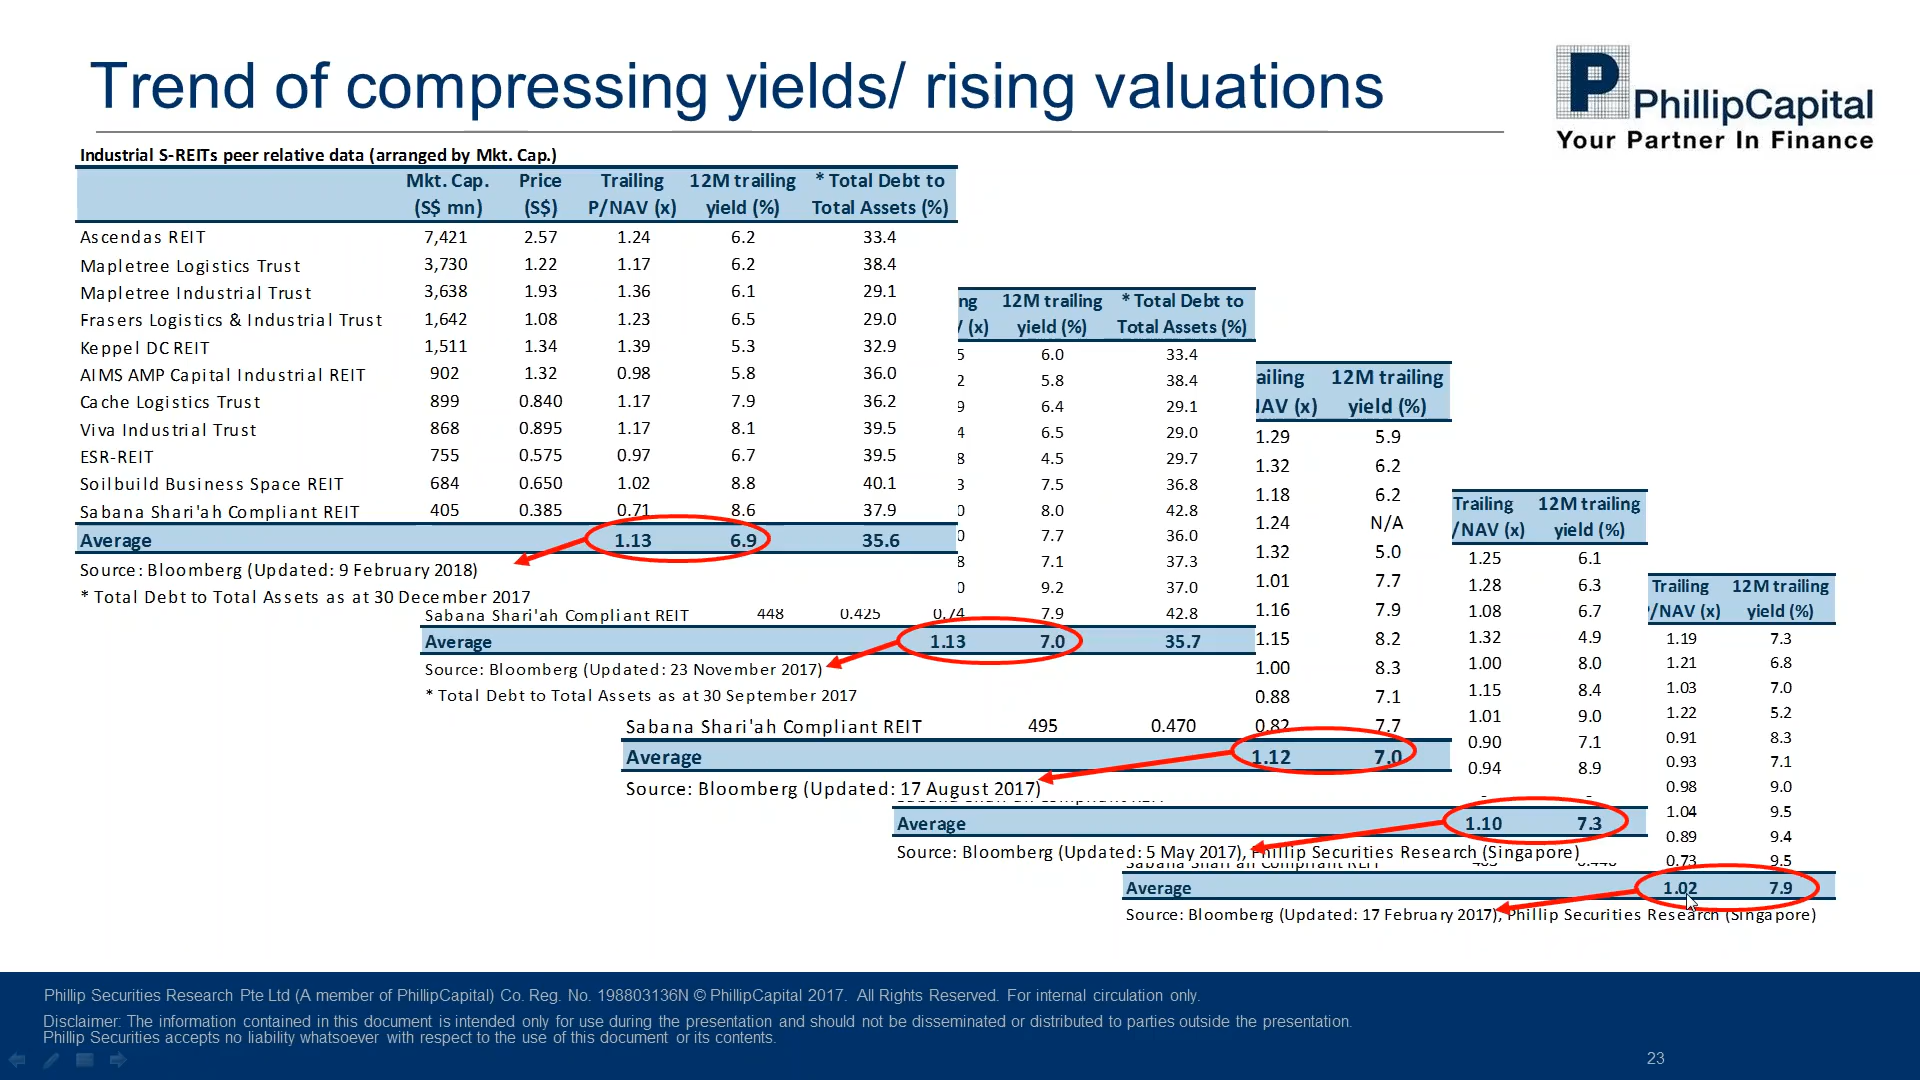 Trend of compressing yields/ rising valuations
PhillipCapital
Your Partner In Finance
Industrial S-REITs peer relative data (arranged by Mkt. Cap.)
Mkt. Cap. Price Trailing 12M trailing * Total Debt to
(S$ mn) (S$) P/NAV (x) yield (%) Total Assets (%)
Ascendas REIT 7,421 2.57 1.24 6.2 33.4
Mapletree Logistics Trust 3,730 1.22 1.17 6.2 38.4
Mapletree Industrial Trust 3,638 1.93 1.36 6.1 29.1
Frasers Logistics & Industrial Trust 1,642 1.08 1.23 6.5 29.0
Keppel DC REIT 1,511 1.34 1.39 5.3 32.9
AIMS AMP Capital Industrial REIT 902 1.32 0.98 5.8 36.0
Cache Logistics Trust 899 0.840 1.17 7.9 36.2
Viva Industrial Trust 868 0.895 1.17 8.1 39.5
ESR-REIT 755 0.575 0.97 6.7 39.5
Soilbuild Business Space REIT 684 0.650 1.02 8.8 40.1
Sabana Shari'ah Compliant REIT 405 0.385 0.71 8.6 37.9
Average 1.13 6.9 35.6
Source: Bloomberg (Updated: 9 February 2018)
* Total Debt to Total Assets as at 30 December 2017
ng 12M trailing * Total Debt to
(x) yield (%) Total Assets (%)
5 6.0 33.4
2 5.8 38.4
9 6.4 29.1
4 6.5 29.0
8 4.5 29.7
3 7.5 36.8
0 8.0 42.8
0 7.7 36.0
8 7.1 37.3
0 9.2 37.0
Sabana Shari'ah Compliant REIT 448 0.425 0.74 7.9 42.8
Average 1.13 7.0 35.7
Source: Bloomberg (Updated: 23 November 2017)
* Total Debt to Total Assets as at 30 September 2017
ailing 12M trailing
NAV (x) yield (%)
1.29 5.9
1.32 6.2
1.18 6.2
1.24 N/A
1.32 5.0
1.01 7.7
1.16 7.9
1.15 8.2
1.00 8.3
0.88 7.1
Sabana Shari'ah Compliant REIT 495 0.470 0.82 7.7
Average 1.12 7.0
Source: Bloomberg (Updated: 17 August 2017)
Trailing 12M trailing
/NAV (x) yield (%)
1.25 6.1
1.28 6.3
1.08 6.7
1.32 4.9
1.00 8.0
1.15 8.4
1.01 9.0
0.90 7.1
0.94 8.9
Average 1.10 7.3
Source: Bloomberg (Updated: 5 May 2017), Phillip Securities Research (Singapore)
Trailing 12M trailing
/NAV (x) yield (%)
1.19 7.3
1.21 6.8
1.03 7.0
1.22 5.2
0.91 8.3
0.93 7.1
0.98 9.0
1.04 9.5
0.89 9.4
0.73 9.5
Average 1.02 7.9
Source: Bloomberg (Updated: 17 February 2017), Phillip Securities Research (Singapore)
Phillip Securities Research Pte Ltd (A member of PhillipCapital) Co. Reg. No. 198803136N © PhillipCapital 2017. All Rights Reserved. For internal circulation only.
Disclaimer: The information contained in this document is intended only for use during the presentation and should not be disseminated or distributed to parties outside the presentation.
Phillip Securities accepts no liability whatsoever with respect to the use of this document or its contents.
23